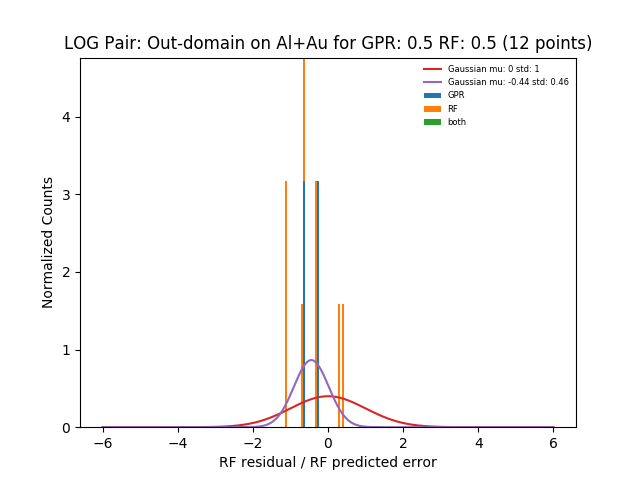 LOG Pair: Out-domain on Al+Au for GPR: 0.5 RF: 0.5 (12 points)
Gaussian mu: 0 std: 1
Gaussian mu: -0.44 std: 0.46
GPR
RF
both
Normalized Counts
4
3
2
1
0
−6
−4
−2
0
2
4
6
RF residual / RF predicted error